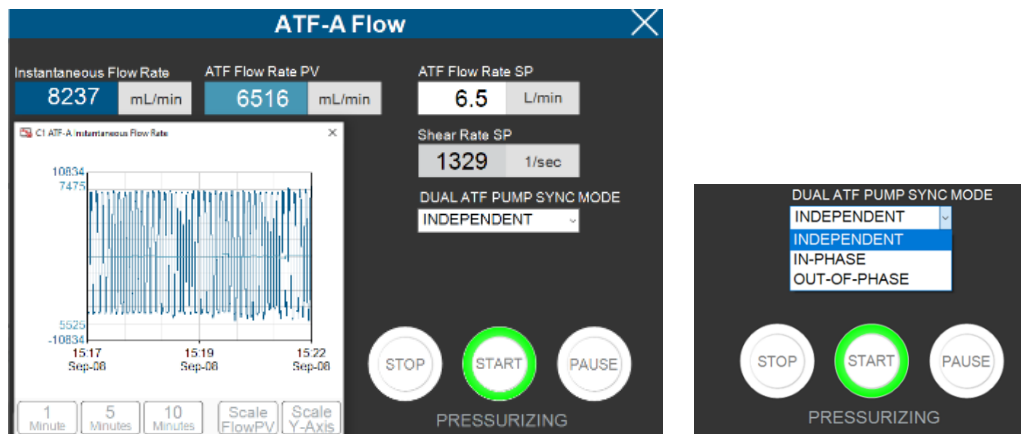 ATF-A Flow
Instantaneous Flow Rate
8237 mL/min
ATF Flow Rate PV
6516 mL/min
ATF Flow Rate SP
6.5 L/min
C1 ATF-A Instantaneous Flow Rate
10834
7475
5525
-10834
15:17
Sep-08
15:19
Sep-08
15:22
Sep-08
1
Minute
5
Minutes
10
Minutes
Scale
FlowPV
Scale
Y-Axis
Shear Rate SP
1329 1/sec
DUAL ATF PUMP SYNC MODE
INDEPENDENT
STOP
START
PAUSE
PRESSURIZING
DUAL ATF PUMP SYNC MODE
INDEPENDENT
INDEPENDENT
IN-PHASE
OUT-OF-PHASE
STOP
START
PAUSE
PRESSURIZING